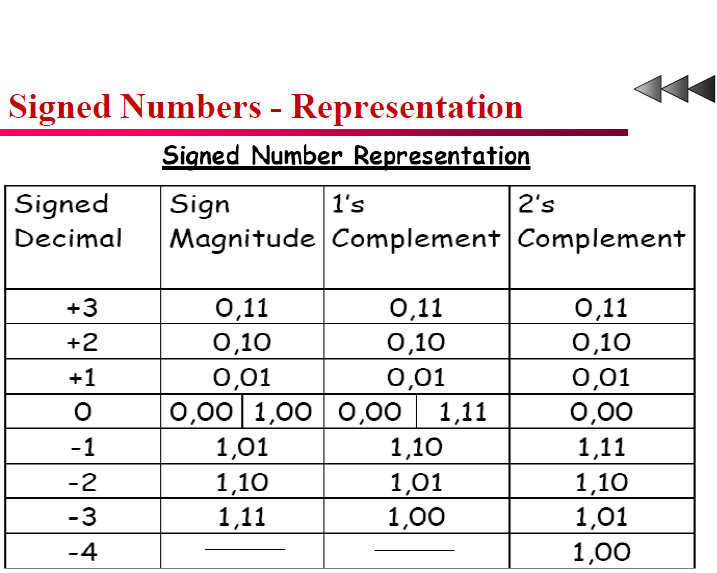 Signed Numbers - Representation
Signed Number Representation
Signed Decimal Sign Magnitude 1's Complement 2's Complement
+3 0,11 0,11 0,11
+2 0,10 0,10 0,10
+1 0,01 0,01 0,01
0 0,00 1,00 0,00 1,11 0,00
-1 1,01 1,10 1,11
-2 1,10 1,01 1,10
-3 1,11 1,00 1,01
-4 1,00